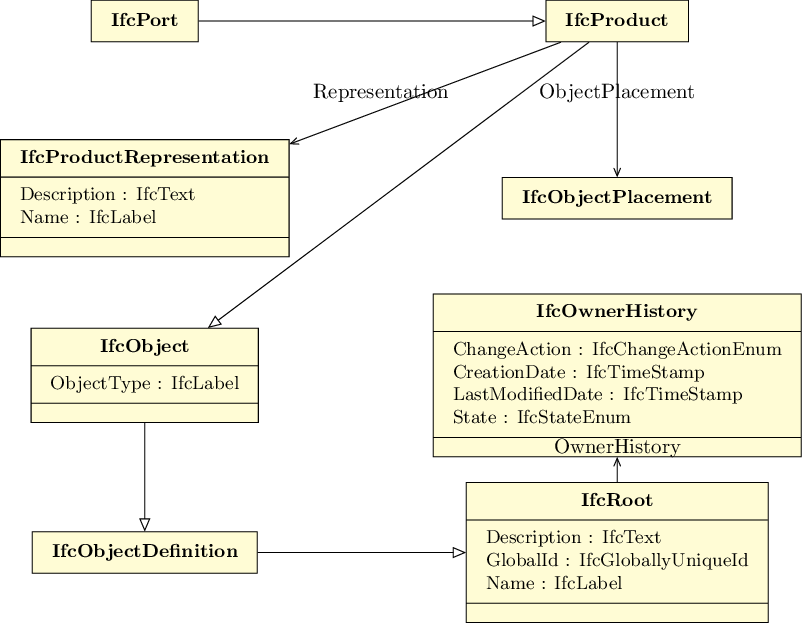 IfcPort
IfcProduct
Representation
ObjectPlacement
IfcProductRepresentation
Description : IfcText
Name : IfcLabel
IfcObjectPlacement
IfcOwnerHistory
ChangeAction : IfcChangeActionEnum
CreationDate : IfcTimeStamp
LastModifiedDate : IfcTimeStamp
State : IfcStateEnum
IfcObject
ObjectType : IfcLabel
OwnerHistory
IfcRoot
Description : IfcText
GlobalId : IfcGloballyUniqueId
Name : IfcLabel
IfcObjectDefinition